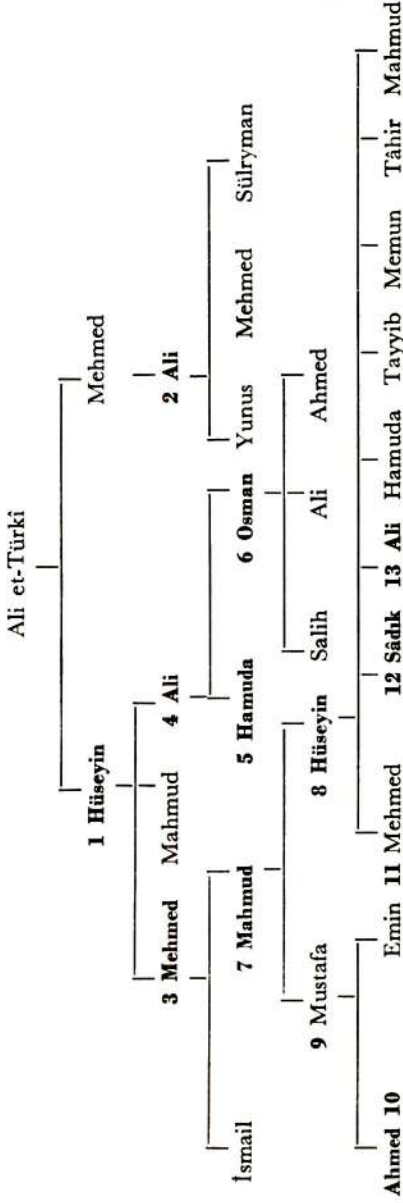 Ali et-Türkî
1 Hüseyin Mehmed
3 Mehmed Mahmud 4 Ali 2 Ali
İsmail 7 Mahmud 5 Hamuda 6 Osman Yunus Mehmed Sülryman
9 Mustafa 8 Hüseyin Salih Ali Ahmed
Ahmed 10 Emin 11 Mehmed 12 Sâdık 13 Ali Hamuda Tayyib Memun Tâhir Mahmud